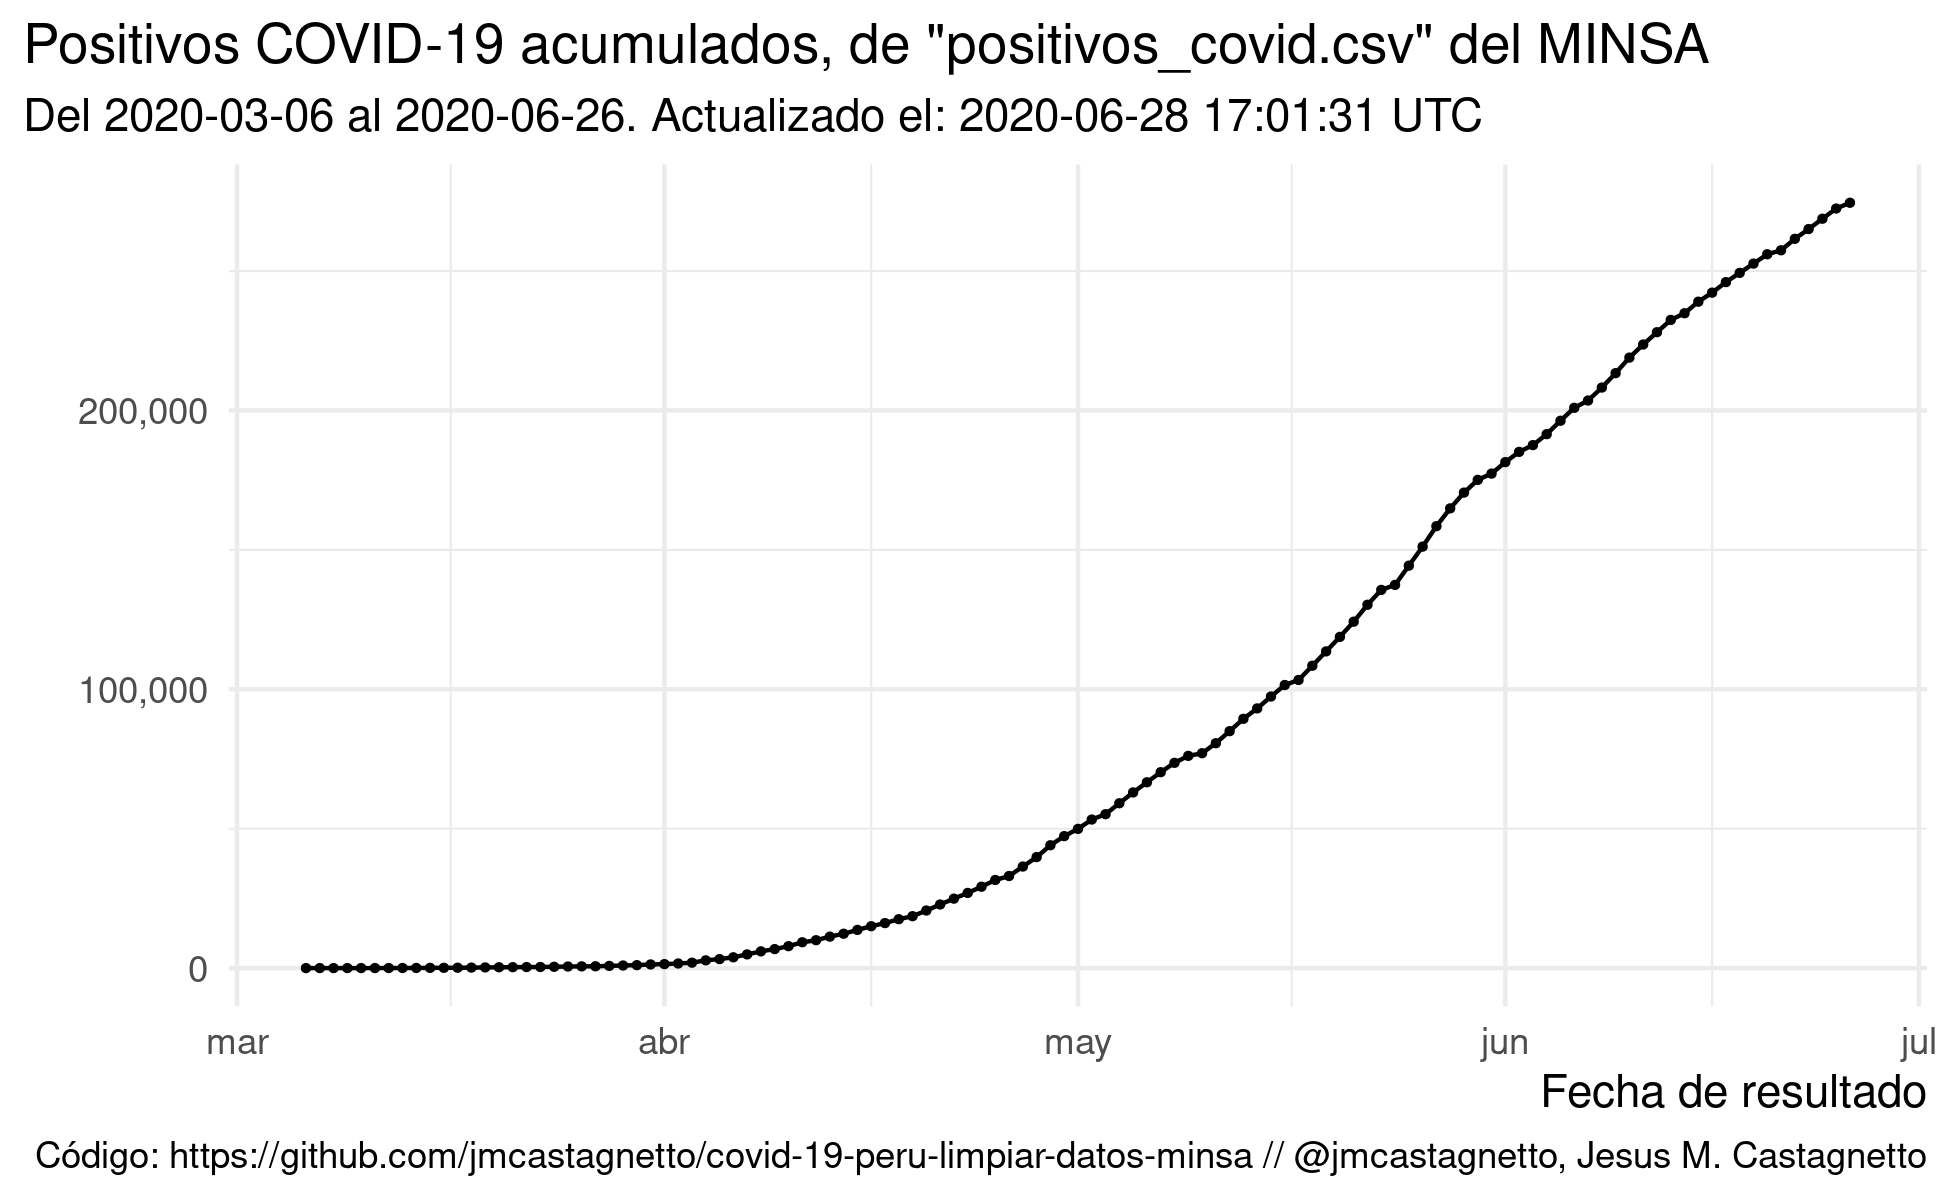 Positivos COVID-19 acumulados, de "positivos_covid.csv" del MINSA
Del 2020-03-06 al 2020-06-26. Actualizado el: 2020-06-28 17:01:31 UTC
200,000
100,000
0
mar abr may jun jul
Fecha de resultado
Código: https://github.com/jmcastagnetto/covid-19-peru-limpiar-datos-minsa // @jmcastagnetto, Jesus M. Castagnetto